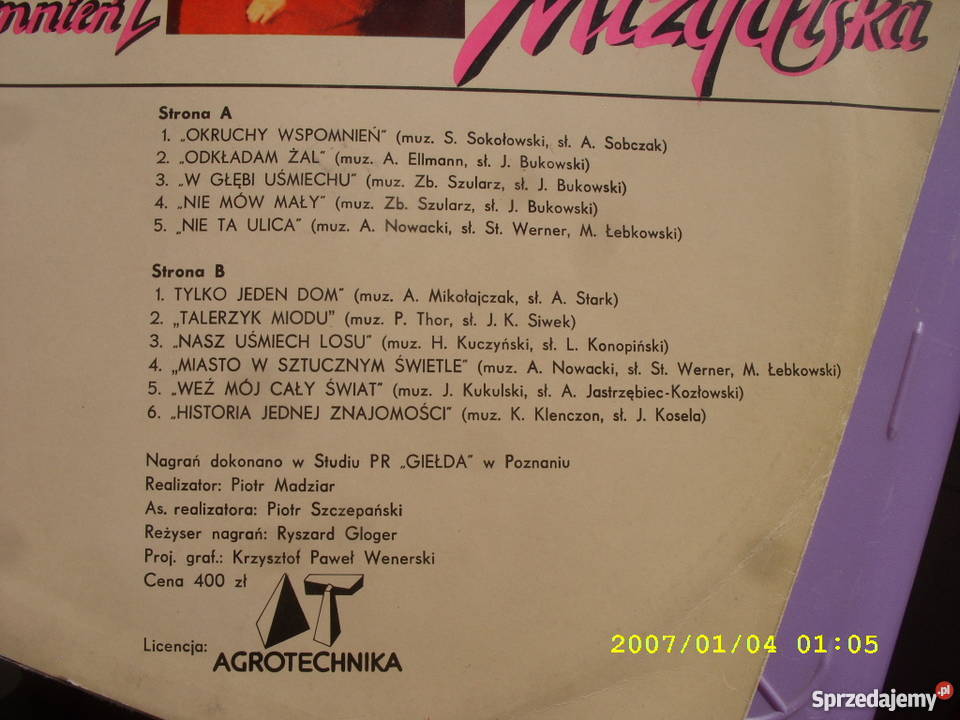 mnień
Mizgalska
Strona A
1. „OKRUCHY WSPOMNIEŃ" (muz. S. Sokołowski, sł. A. Sobczak)
2. „ODKŁADAM ŻAL" (muz. A. Ellmann, sł. J. Bukowski)
3. „W GŁĘBI UŚMIECHU" (muz. Zb. Szularz, sł. J. Bukowski)
4. „NIE MÓW MAŁY" (muz. Zb. Szularz, sł. J. Bukowski)
5. „NIE TA ULICA" (muz. A. Nowacki, sł. St. Werner, M. Łebkowski)
Strona B
1. TYLKO JEDEN DOM" (muz. A. Mikołajczak, sł. A. Stark)
2. „TALERZYK MIODU" (muz. P. Thor, sł. J. K. Siwek)
3. „NASZ UŚMIECH LOSU" (muz. H. Kuczyński, sł. L. Konopiński)
4. „MIASTO W SZTUCZNYM ŚWIETLE" (muz. A. Nowacki, sł. St. Werner, M. Łebkowski)
5. „WEŹ MÓJ CAŁY ŚWIAT" (muz. J. Kukulski, sł. A. Jastrzębiec-Kozłowski)
6. „HISTORIA JEDNEJ ZNAJOMOŚCI" (muz. K. Klenczon, sł. J. Kosela)
Nagrań dokonano w Studiu PR „GIEŁDA" w Poznaniu
Realizator: Piotr Madziar
As. realizatora: Piotr Szczepański
Reżyser nagrań: Ryszard Gloger
Proj. graf.: Krzysztof Paweł Wenerski
Cena 400 zł
AT
Licencja: AGROTECHNIKA
2007/01/04 01:05
Sprzedajemy.pl